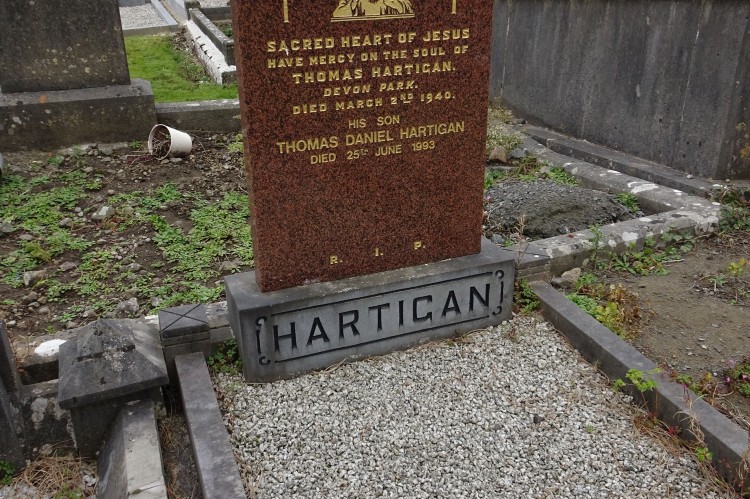 SACRED HEART OF JESUS
HAVE MERCY ON THE SOUL OF
THOMAS HARTIGAN.
DEVON PARK.
DIED MARCH 2ND 1940.
HIS SON
THOMAS DANIEL HARTIGAN
DIED 25TH JUNE 1993
R. I. P.
HARTIGAN